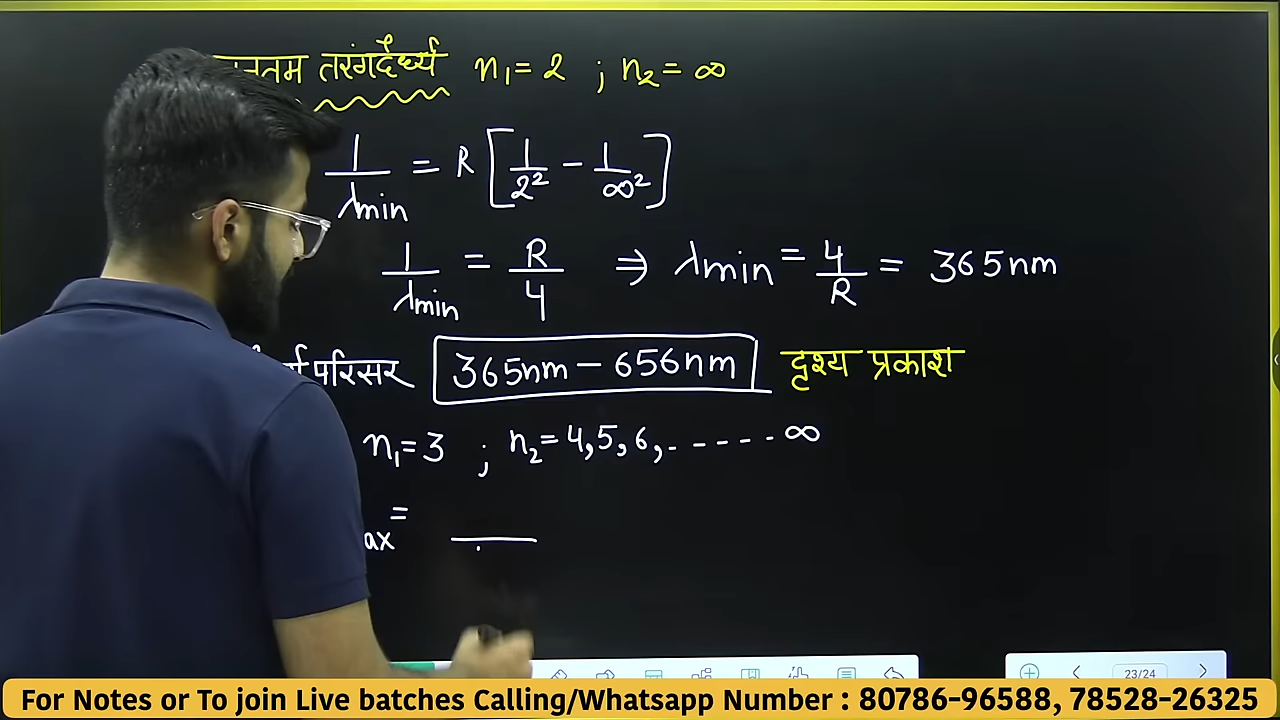 तरंगदैर्ध्य n₁ = 2 ; n₂ = ∞
1/λmin = R [1/2² − 1/∞²]
1/λmin = R/4 ⇒ λmin = 4/R = 365nm
परिसर 365nm − 656nm दृश्य प्रकाश
n₁ = 3 ; n₂ = 4, 5, 6, - - - - - ∞
ax =
23/24
For Notes or To join Live batches Calling/Whatsapp Number : 80786-96588, 78528-26325